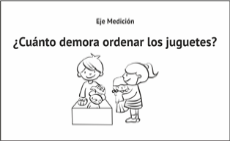 Eje Medición
¿Cuánto demora ordenar los juguetes?